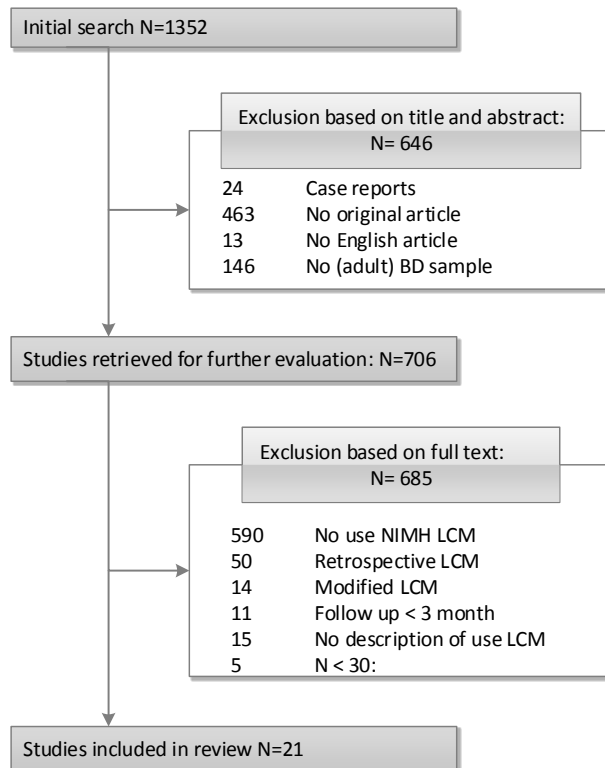 Initial search N=1352
Exclusion based on title and abstract:
N= 646
24 Case reports
463 No original article
13 No English article
146 No (adult) BD sample
Studies retrieved for further evaluation: N=706
Exclusion based on full text:
N= 685
590 No use NIMH LCM
50 Retrospective LCM
14 Modified LCM
11 Follow up < 3 month
15 No description of use LCM
5 N < 30:
Studies included in review N=21